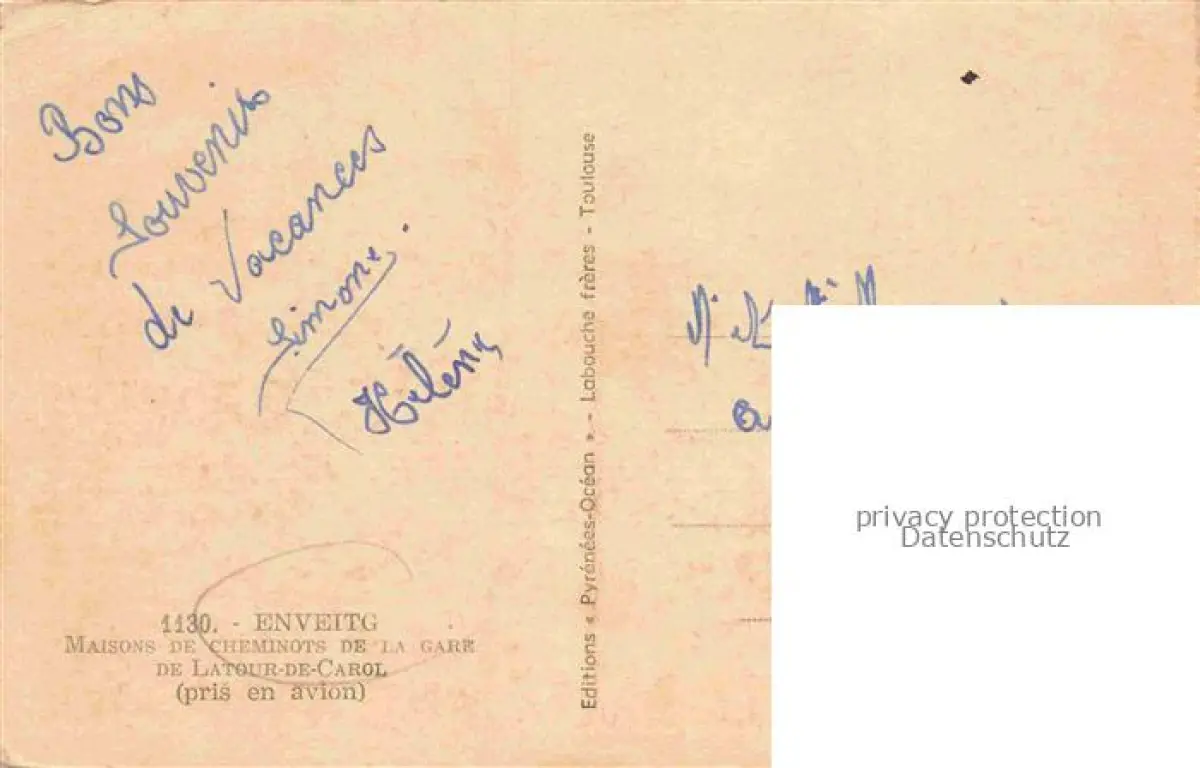 Bons
Souvenirs
de Vacances
Simone.
Hélène
1130. - ENVEITG
MAISONS DE CHEMINOTS DE LA GARE
DE LATOUR-DE-CAROL
(pris en avion)
Editions « Pyrénées-Océan ». - Labouche frères - Toulouse
privacy protection
Datenschutz